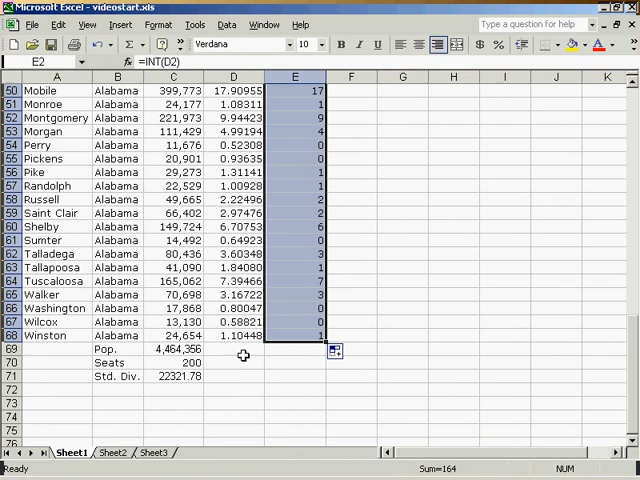 Microsoft Excel - videostart.xls
File Edit View Insert Format Tools Data Window Help Type a question for help
Verdana 10 B I U $ %
E2 =INT(D2)
A B C D E F G H I J K
50 Mobile Alabama 399,773 17.90955 17
51 Monroe Alabama 24,177 1.08311 1
52 Montgomery Alabama 221,973 9.94423 9
53 Morgan Alabama 111,429 4.99194 4
54 Perry Alabama 11,676 0.52308 0
55 Pickens Alabama 20,901 0.93635 0
56 Pike Alabama 29,273 1.31141 1
57 Randolph Alabama 22,529 1.00928 1
58 Russell Alabama 49,665 2.22496 2
59 Saint Clair Alabama 66,402 2.97476 2
60 Shelby Alabama 149,724 6.70753 6
61 Sumter Alabama 14,492 0.64923 0
62 Talladega Alabama 80,436 3.60348 3
63 Tallapoosa Alabama 41,090 1.84080 1
64 Tuscaloosa Alabama 165,062 7.39466 7
65 Walker Alabama 70,698 3.16722 3
66 Washington Alabama 17,868 0.80047 0
67 Wilcox Alabama 13,130 0.58821 0
68 Winston Alabama 24,654 1.10448 1
69 Pop. 4,464,356
70 Seats 200
71 Std. Div. 22321.78
72
73
74
75
76
Sheet1 Sheet2 Sheet3
Ready Sum=164 NUM